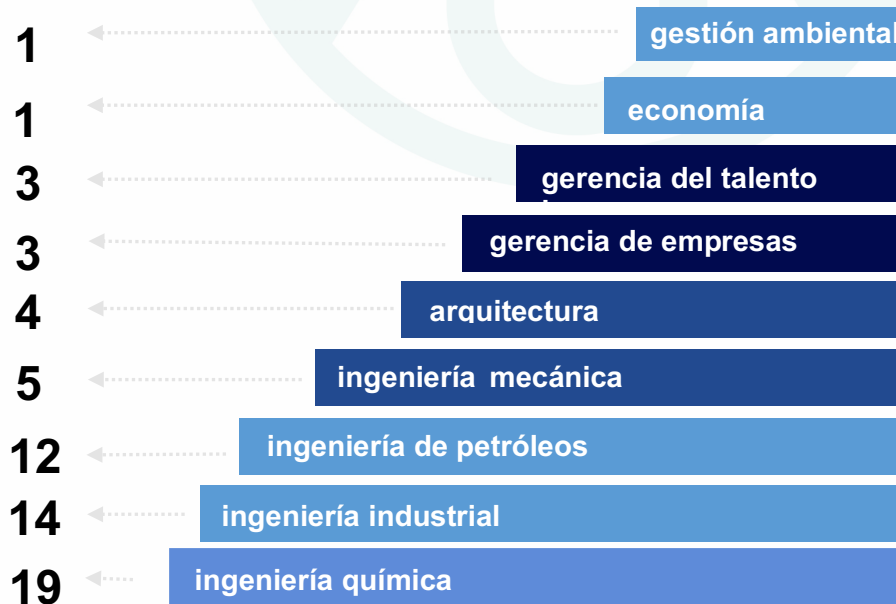 1 gestión ambiental
1 economía
3 gerencia del talento
3 gerencia de empresas
4 arquitectura
5 ingeniería mecánica
12 ingeniería de petróleos
14 ingeniería industrial
19 ingeniería química